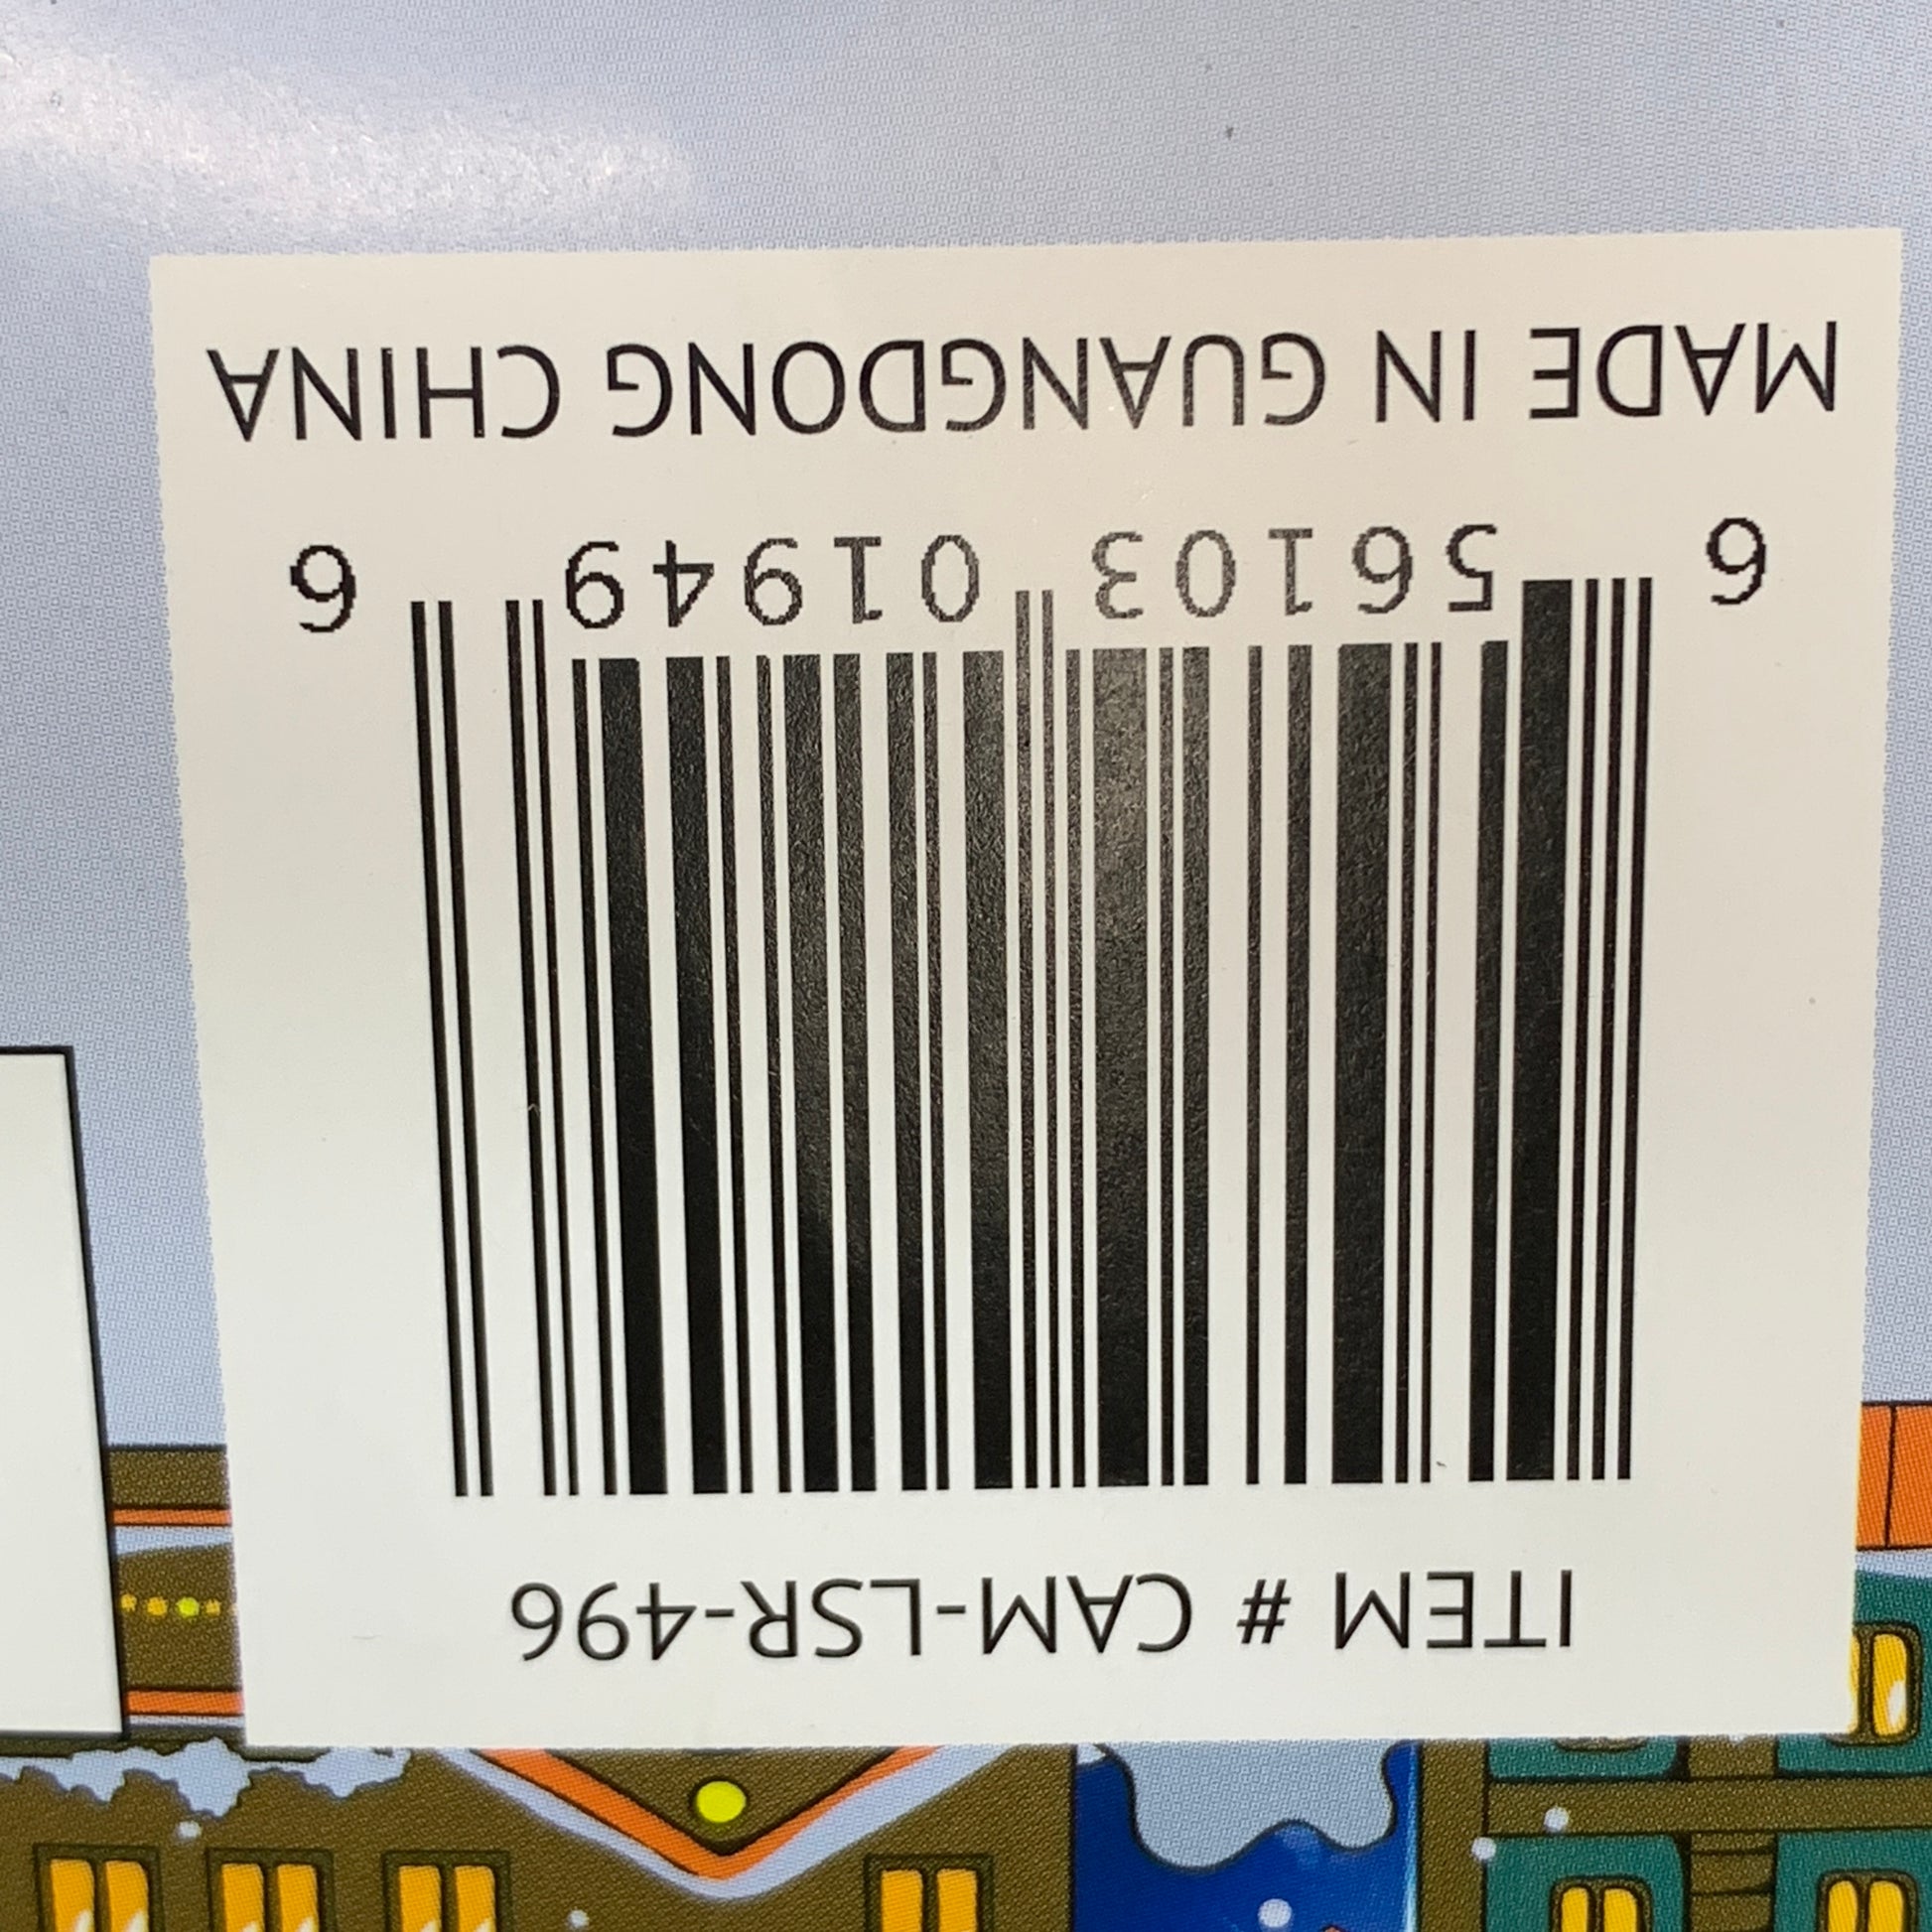 ITEM # CAM-LSR-496
6 56103 01949 6
MADE IN GUANGDONG CHINA